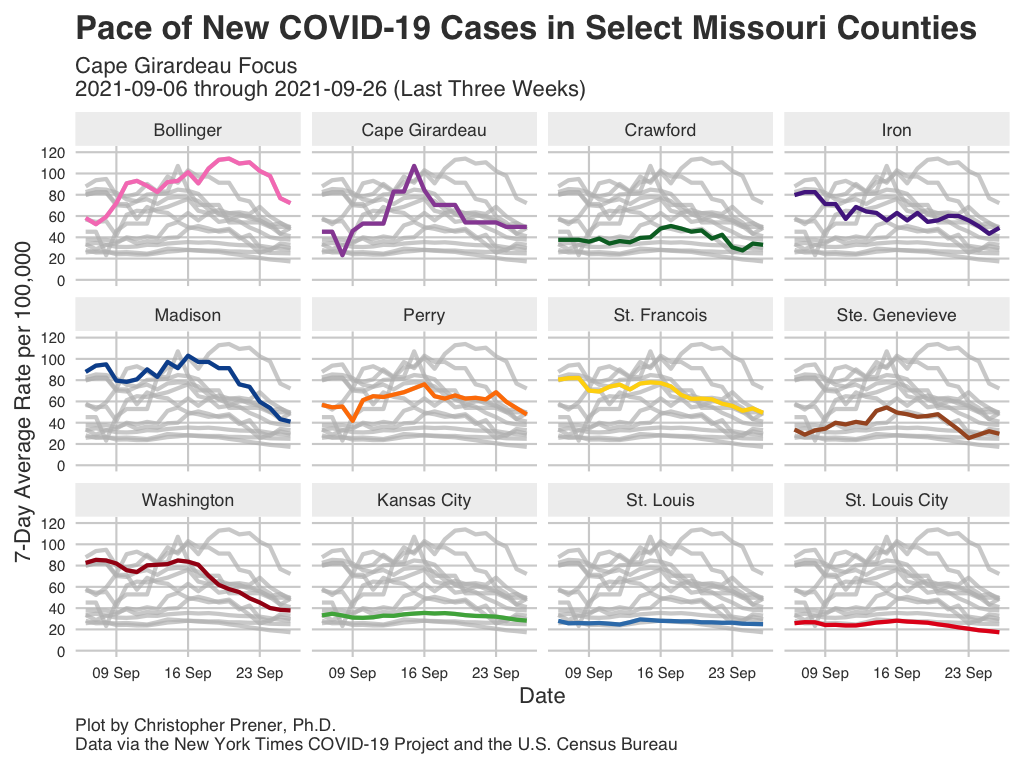 Pace of New COVID-19 Cases in Select Missouri Counties
Cape Girardeau Focus
2021-09-06 through 2021-09-26 (Last Three Weeks)
7-Day Average Rate per 100,000
Bollinger
Cape Girardeau
Crawford
Iron
120
100
80
60
40
20
0
Madison
Perry
St. Francois
Ste. Genevieve
120
100
80
60
40
20
0
Washington
Kansas City
St. Louis
St. Louis City
120
100
80
60
40
20
0
09 Sep 16 Sep 23 Sep
09 Sep 16 Sep 23 Sep
09 Sep 16 Sep 23 Sep
09 Sep 16 Sep 23 Sep
Date
Plot by Christopher Prener, Ph.D.
Data via the New York Times COVID-19 Project and the U.S. Census Bureau